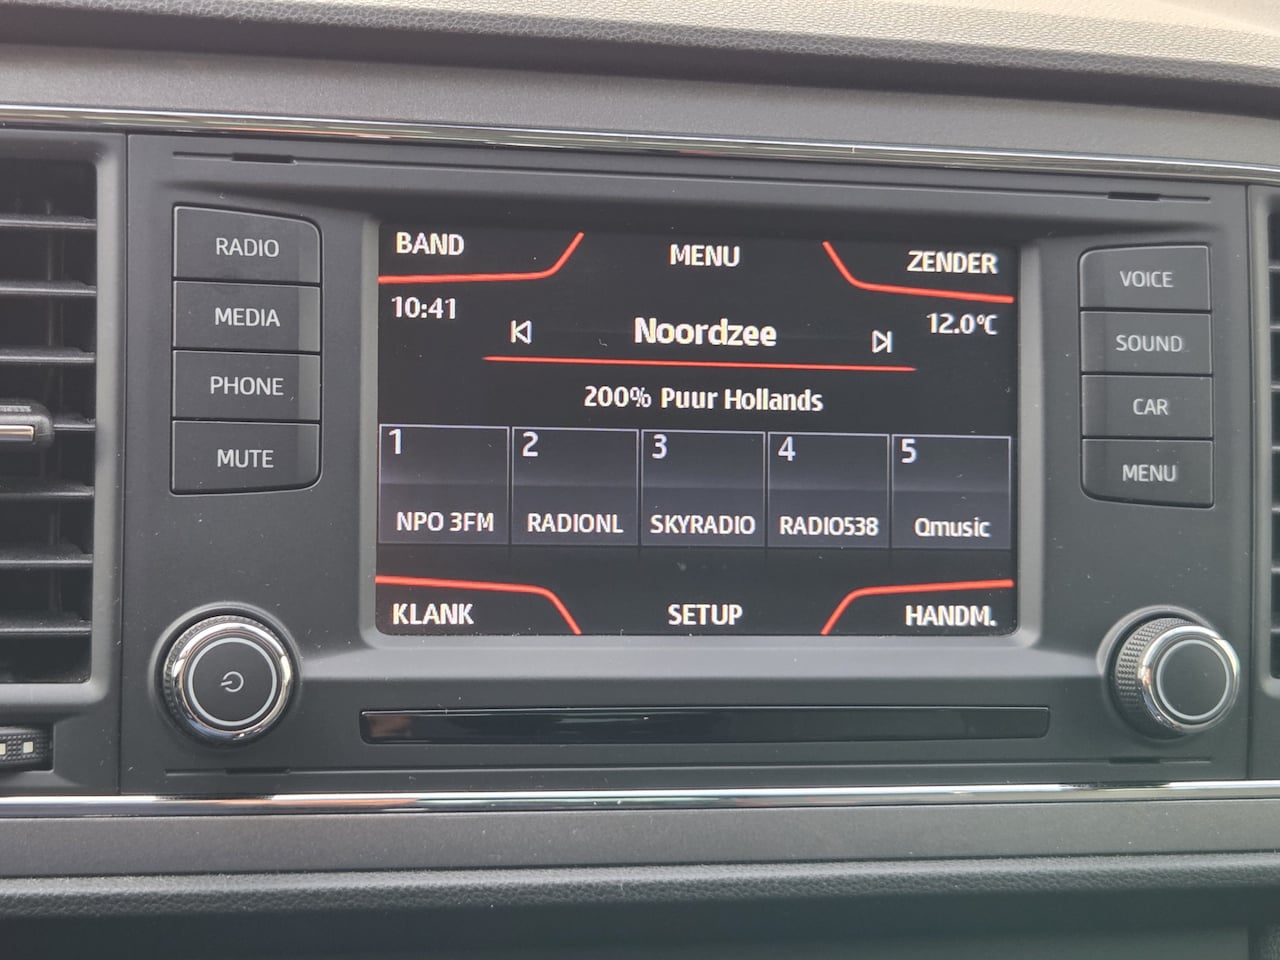 RADIO
MEDIA
PHONE
MUTE
BAND
MENU
ZENDER
10:41
Noordzee
12.0°C
200% Puur Hollands
1
2
3
4
5
NPO 3FM
RADIONL
SKYRADIO
RADIO538
Qmusic
KLANK
SETUP
HANDM.
VOICE
SOUND
CAR
MENU